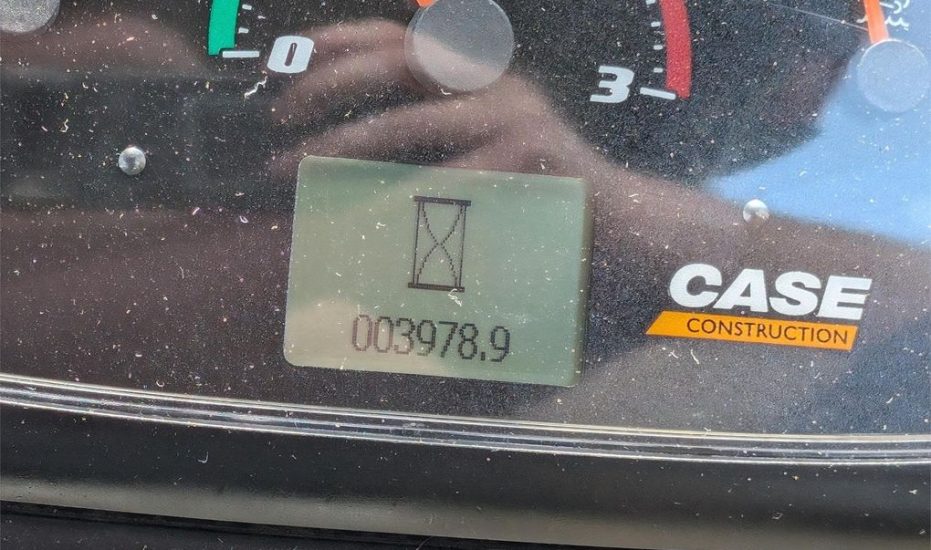 0
3
003978.9
CASE
CONSTRUCTION